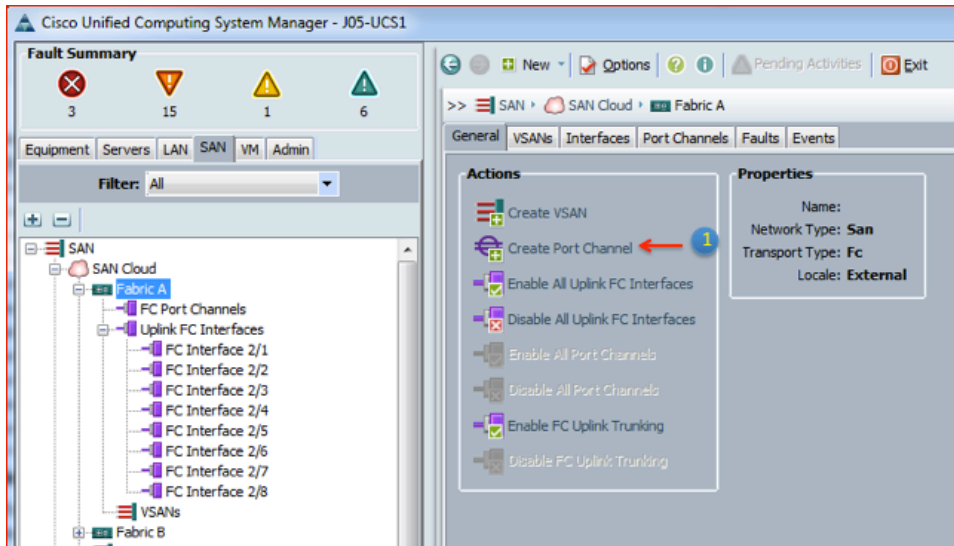 Cisco Unified Computing System Manager - J05-UCS1
Fault Summary
3 15 1 6
Equipment Servers LAN SAN VM Admin
Filter: All
SAN
SAN Cloud
Fabric A
FC Port Channels
Uplink FC Interfaces
FC Interface 2/1
FC Interface 2/2
FC Interface 2/3
FC Interface 2/4
FC Interface 2/5
FC Interface 2/6
FC Interface 2/7
FC Interface 2/8
VSANs
Fabric B
New Options Pending Activities Exit
>> SAN SAN Cloud Fabric A
General VSANs Interfaces Port Channels Faults Events
Actions
Create VSAN
Create Port Channel 1
Enable All Uplink FC Interfaces
Disable All Uplink FC Interfaces
Enable All Port Channels
Disable All Port Channels
Enable FC Uplink Trunking
Disable FC Uplink Trunking
Properties
Name:
Network Type: San
Transport Type: Fc
Locale: External